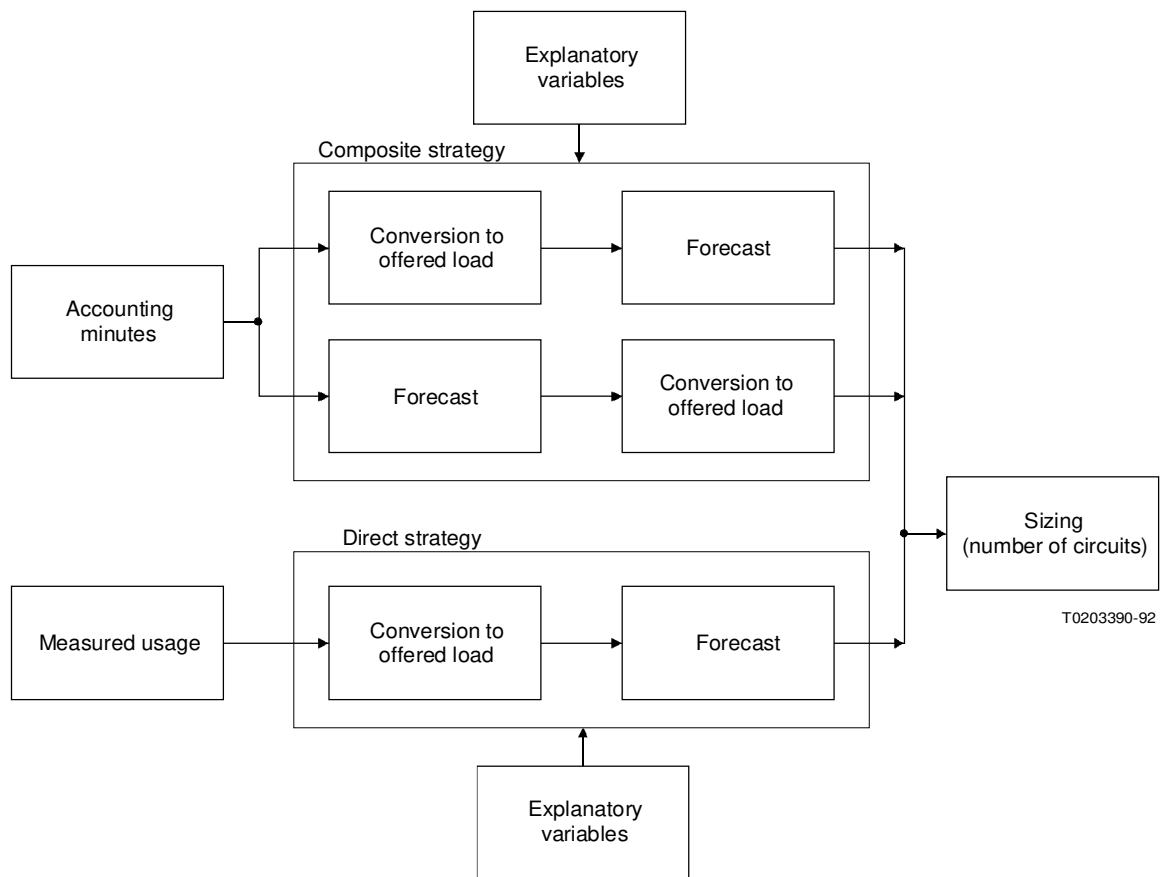 Explanatory
variables
Composite strategy
Conversion to
offered load
Forecast
Accounting
minutes
Forecast
Conversion to
offered load
Sizing
(number of circuits)
T0203390-92
Direct strategy
Measured usage
Conversion to
offered load
Forecast
Explanatory
variables